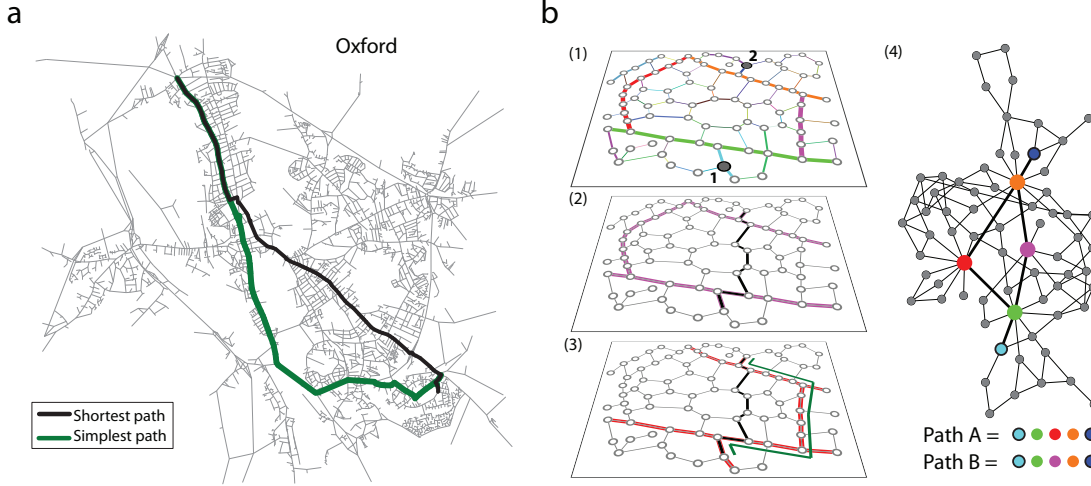 a
Oxford
Shortest path
Simplest path
b
(1)
2
1
(2)
(3)
(4)
Path A =
Path B =